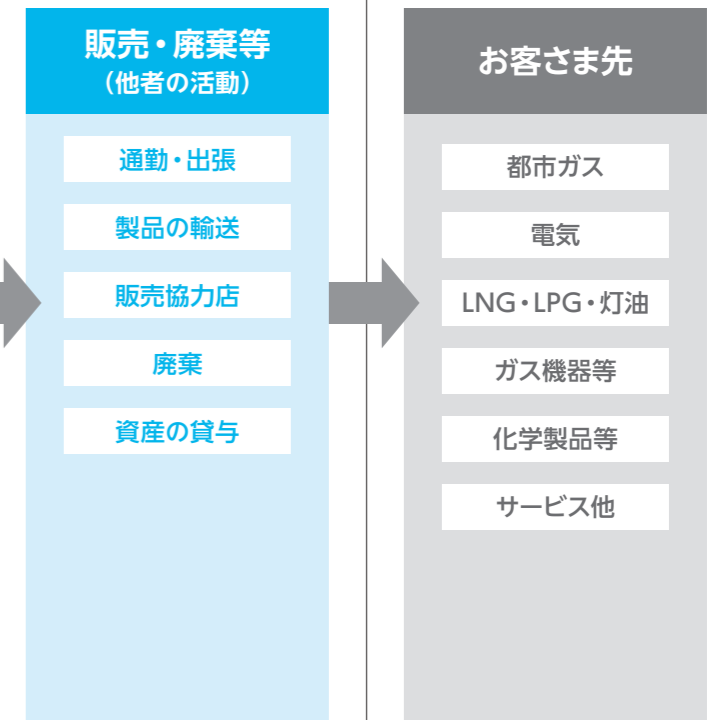 販売・廃棄等
（他者の活動）
通勤・出張
製品の輸送
販売協力店
廃棄
資産の貸与
お客さま先
都市ガス
電気
LNG・LPG・灯油
ガス機器等
化学製品等
サービス他